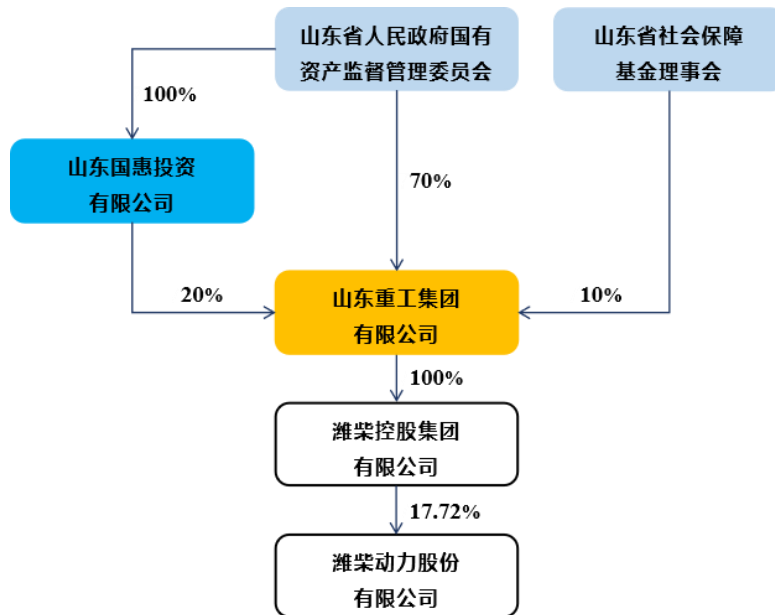 山东省人民政府国有
资产监督管理委员会
山东省社会保障
基金理事会
100%
山东国惠投资
有限公司
70%
20%
山东重工集团
有限公司
10%
100%
潍柴控股集团
有限公司
17.72%
潍柴动力股份
有限公司